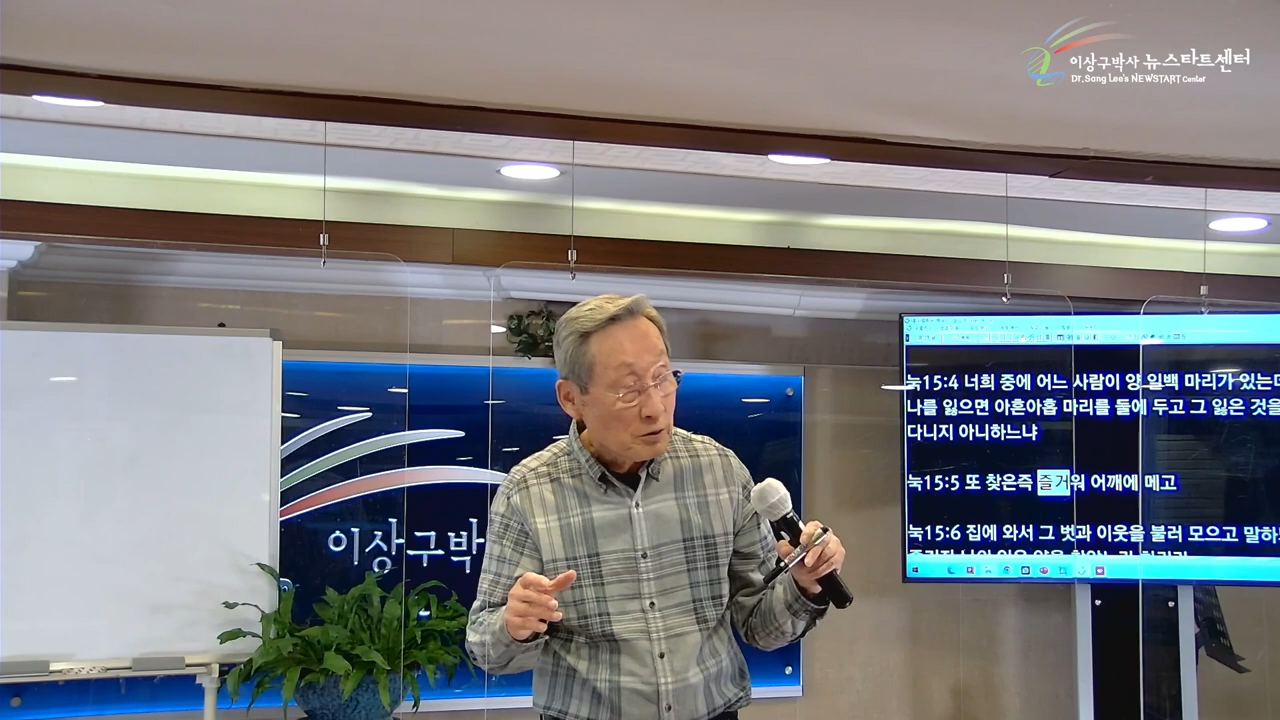 이상구박사 뉴스타트센터
Dr.Sang Lee's NEWSTART Center
이상구박
눅15:4 너희 중에 어느 사람이 양 일백 마리가 있는데
나를 잃으면 아흔아홉 마리를 둘에 두고 그 잃은 것을
다니지 아니하느냐
눅15:5 또 찾은즉 즐거워 어깨에 메고
눅15:6 집에 와서 그 벗과 이웃을 불러 모으고 말하